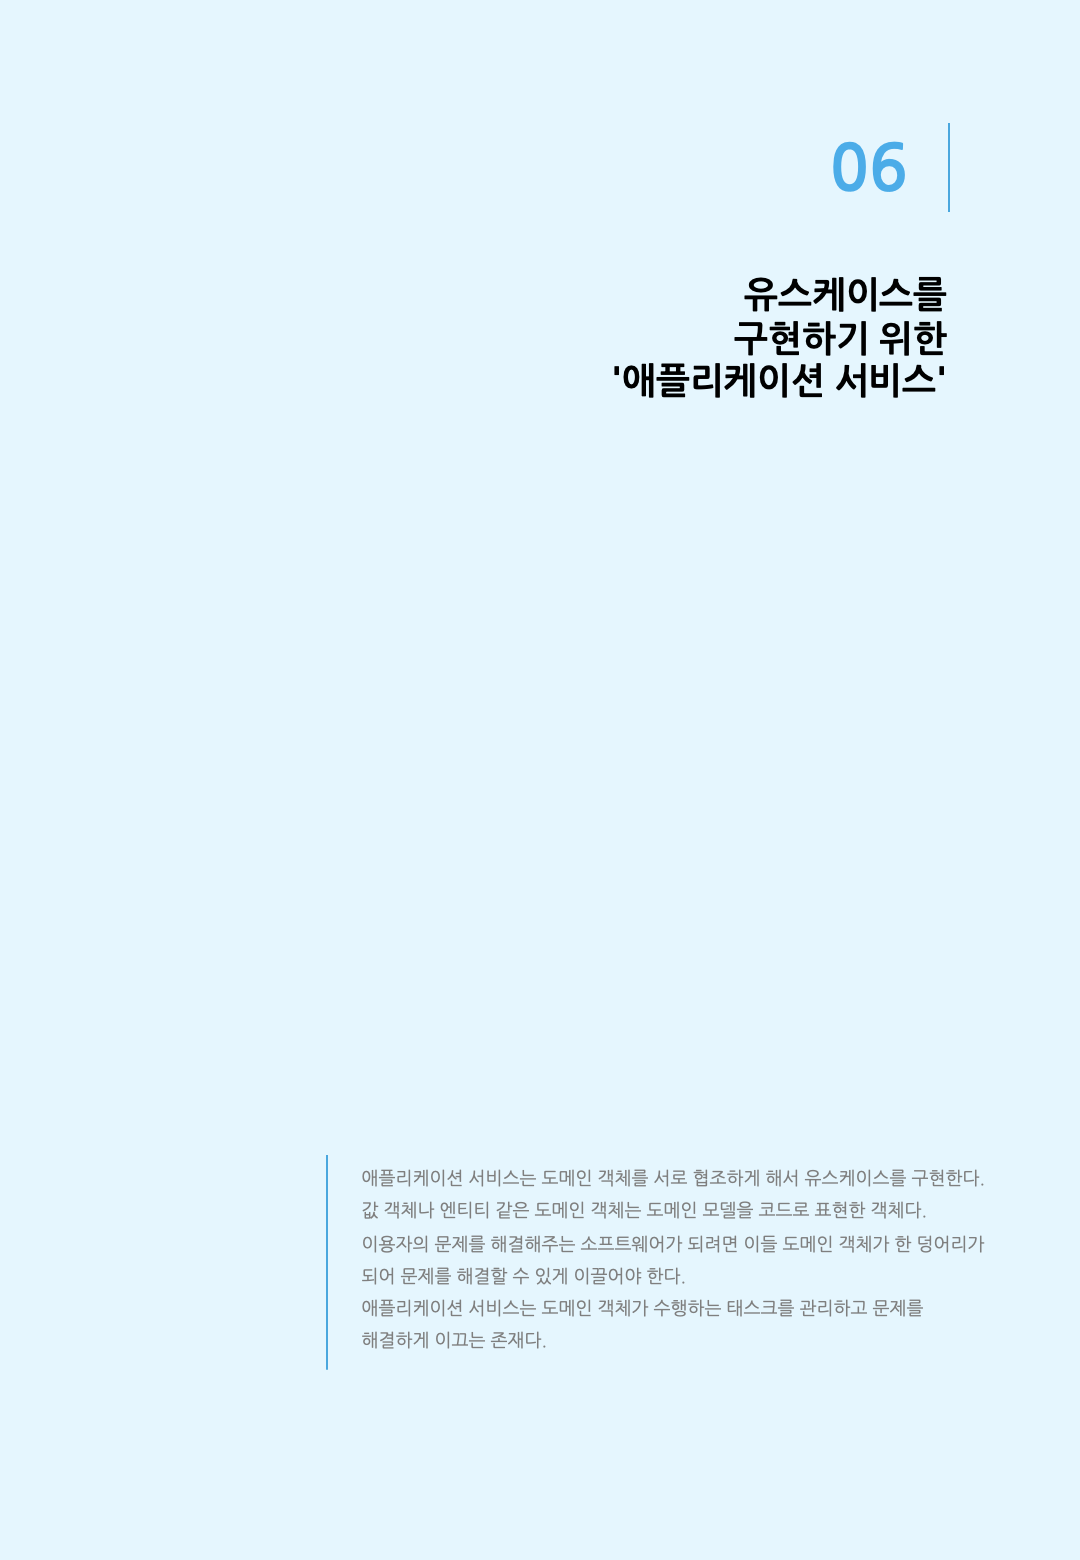 06
유스케이스를
구현하기 위한
'애플리케이션 서비스'
애플리케이션 서비스는 도메인 객체를 서로 협조하게 해서 유스케이스를 구현한다.
값 객체나 엔티티 같은 도메인 객체는 도메인 모델을 코드로 표현한 객체다.
이용자의 문제를 해결해주는 소프트웨어가 되려면 이들 도메인 객체가 한 덩어리가
되어 문제를 해결할 수 있게 이끌어야 한다.
애플리케이션 서비스는 도메인 객체가 수행하는 태스크를 관리하고 문제를
해결하게 이끄는 존재다.